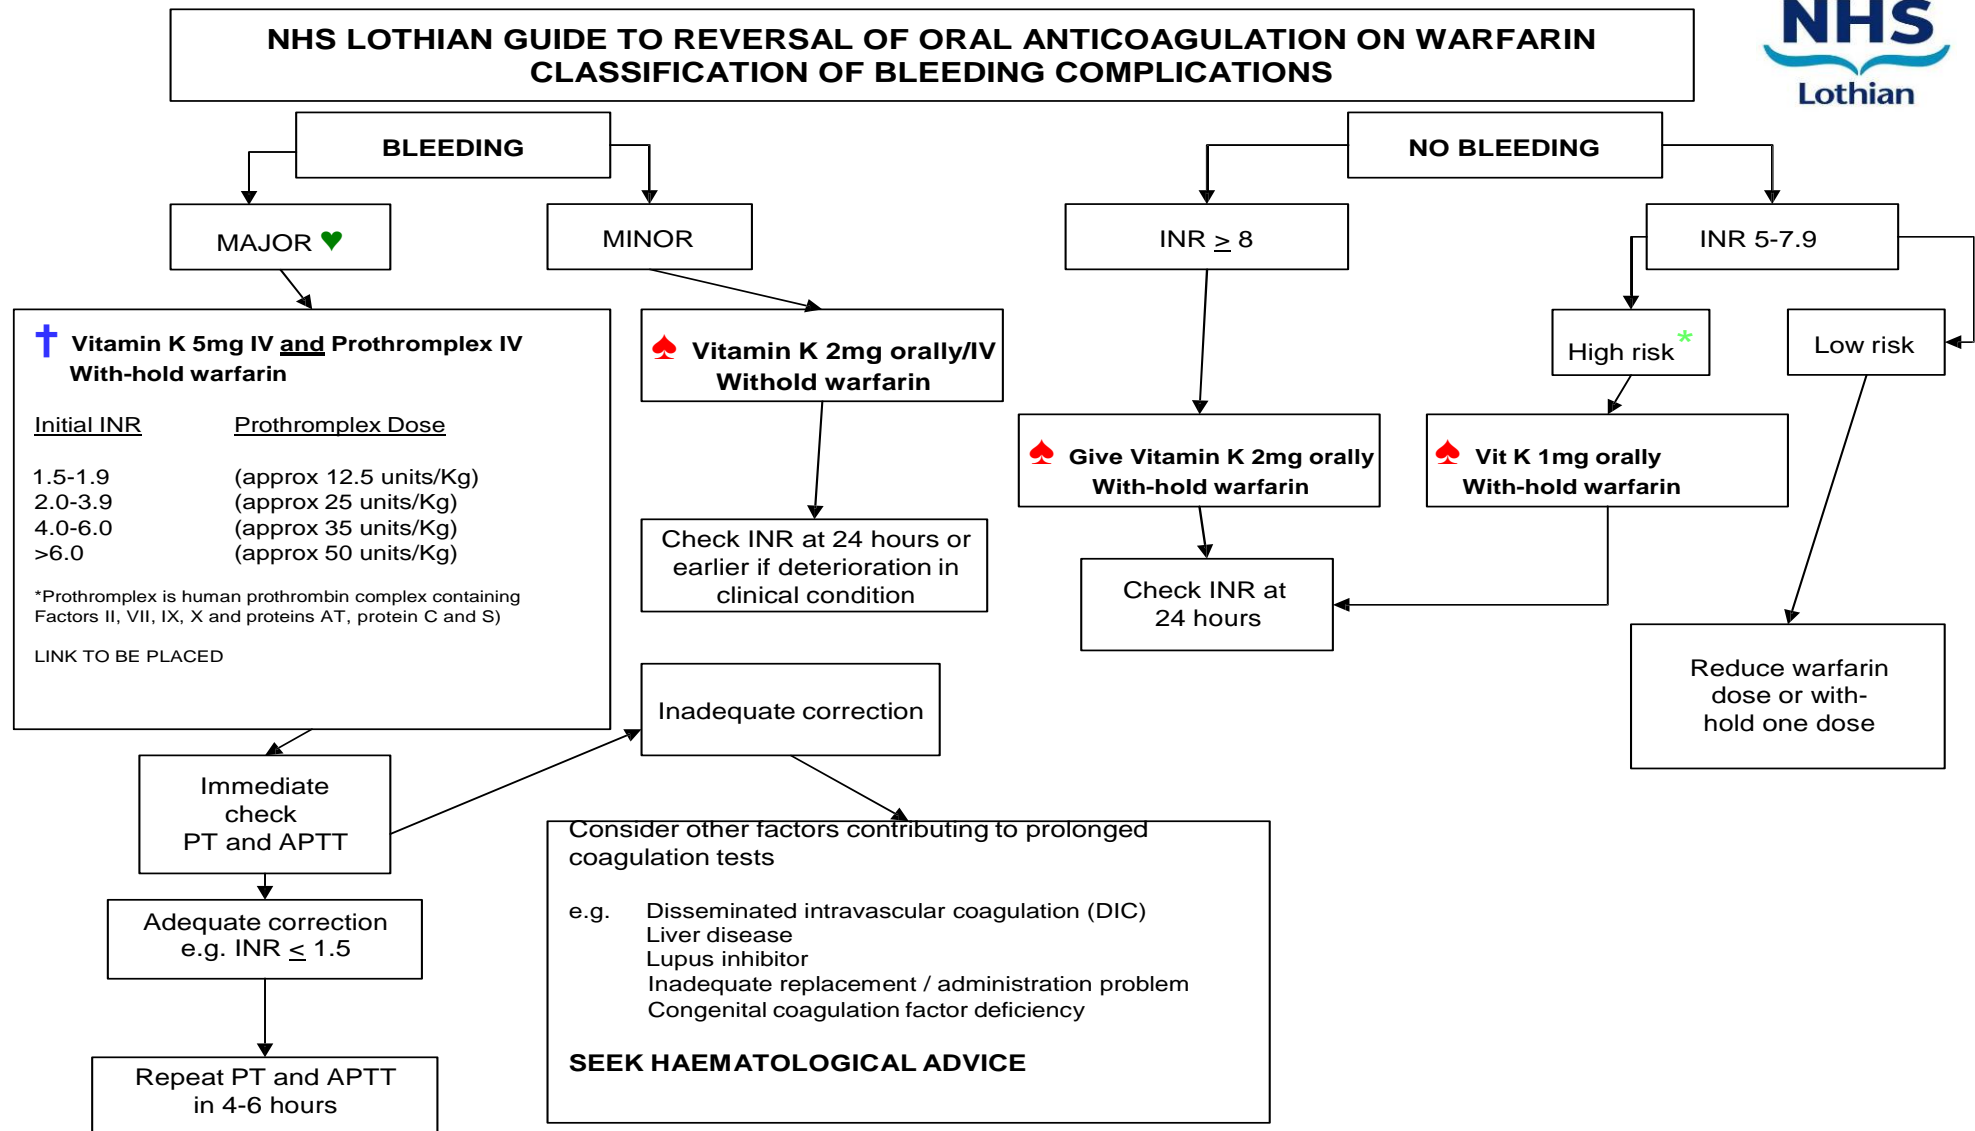 NHS LOTHIAN GUIDE TO REVERSAL OF ORAL ANTICOAGULATION ON WARFARIN
CLASSIFICATION OF BLEEDING COMPLICATIONS
NHS
Lothian
BLEEDING
NO BLEEDING
MAJOR ♥
MINOR
INR ≥ 8
INR 5-7.9
† Vitamin K 5mg IV and Prothromplex IV
With-hold warfarin
Initial INR Prothromplex Dose
1.5-1.9 (approx 12.5 units/Kg)
2.0-3.9 (approx 25 units/Kg)
4.0-6.0 (approx 35 units/Kg)
>6.0 (approx 50 units/Kg)
*Prothromplex is human prothrombin complex containing
Factors II, VII, IX, X and proteins AT, protein C and S)
LINK TO BE PLACED
♠ Vitamin K 2mg orally/IV
Withold warfarin
High risk*
Low risk
♠ Give Vitamin K 2mg orally
With-hold warfarin
♠ Vit K 1mg orally
With-hold warfarin
Check INR at 24 hours or
earlier if deterioration in
clinical condition
Check INR at
24 hours
Reduce warfarin
dose or with-
hold one dose
Inadequate correction
Immediate
check
PT and APTT
Adequate correction
e.g. INR ≤ 1.5
Repeat PT and APTT
in 4-6 hours
Consider other factors contributing to prolonged
coagulation tests
e.g. Disseminated intravascular coagulation (DIC)
Liver disease
Lupus inhibitor
Inadequate replacement / administration problem
Congenital coagulation factor deficiency
SEEK HAEMATOLOGICAL ADVICE